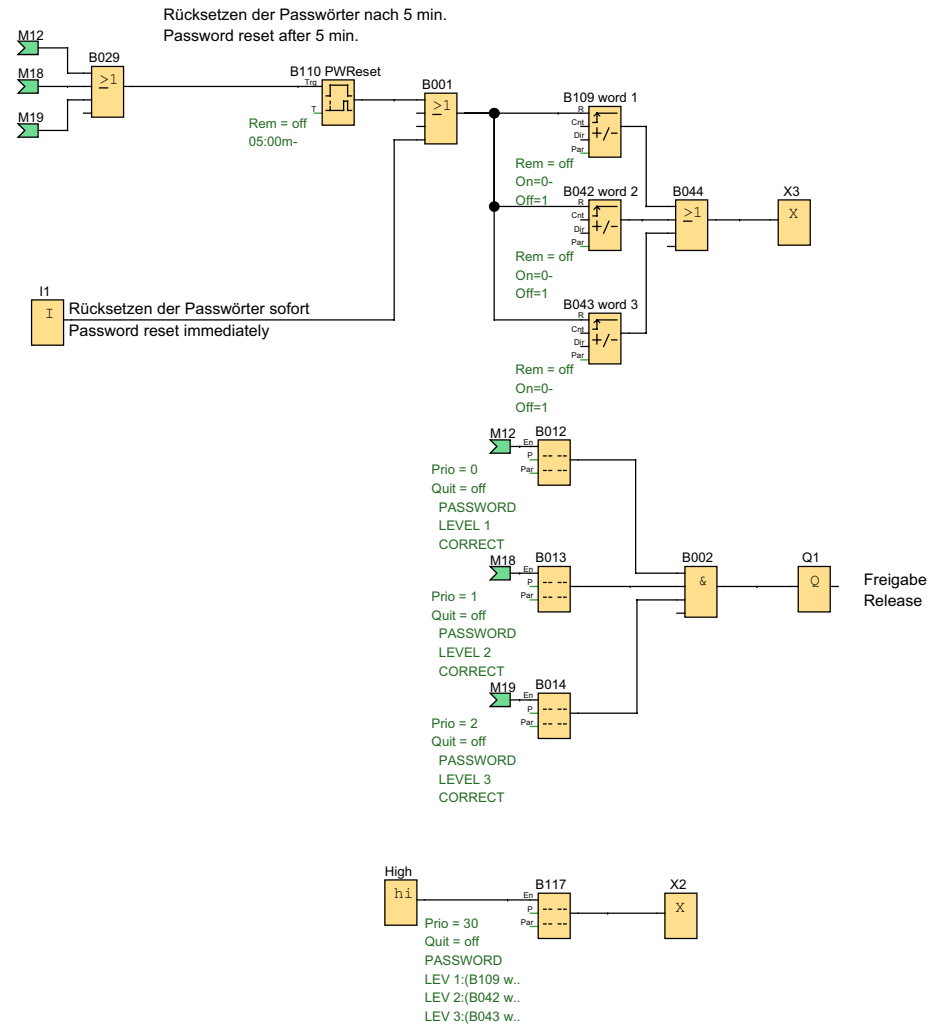 Rücksetzen der Passwörter nach 5 min.
Password reset after 5 min.
M12
M18
M19
B029
>1
B110 PWReset
Trg
T
Rem = off
05:00m-
B001
>1
B109 word 1
R
Cnt
Dir
Par
+/-
Rem = off
On=0-
Off=1
B042 word 2
R
Cnt
Dir
Par
+/-
Rem = off
On=0-
Off=1
B043 word 3
R
Cnt
Dir
Par
+/-
Rem = off
On=0-
Off=1
B044
>1
X3
X
I1
I
Rücksetzen der Passwörter sofort
Password reset immediately
M12
B012
En
P
Par
Prio = 0
Quit = off
PASSWORD
LEVEL 1
CORRECT
M18
B013
En
P
Par
Prio = 1
Quit = off
PASSWORD
LEVEL 2
CORRECT
M19
B014
En
P
Par
Prio = 2
Quit = off
PASSWORD
LEVEL 3
CORRECT
B002
&
Q1
Q
Freigabe
Release
High
hi
B117
En
P
Par
Prio = 30
Quit = off
PASSWORD
LEV 1:(B109 w..
LEV 2:(B042 w..
LEV 3:(B043 w..
X2
X